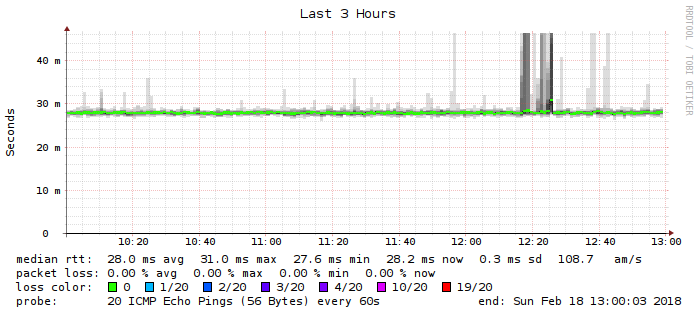 Last 3 Hours
RRDTOOL / TOBI OETIKER
Seconds
40 m
30 m
20 m
10 m
0
10:20 10:40 11:00 11:20 11:40 12:00 12:20 12:40 13:00
median rtt: 28.0 ms avg 31.0 ms max 27.6 ms min 28.2 ms now 0.3 ms sd 108.7 am/s
packet loss: 0.00 % avg 0.00 % max 0.00 % min 0.00 % now
loss color: 0 1/20 2/20 3/20 4/20 10/20 19/20
probe: 20 ICMP Echo Pings (56 Bytes) every 60s end: Sun Feb 18 13:00:03 2018